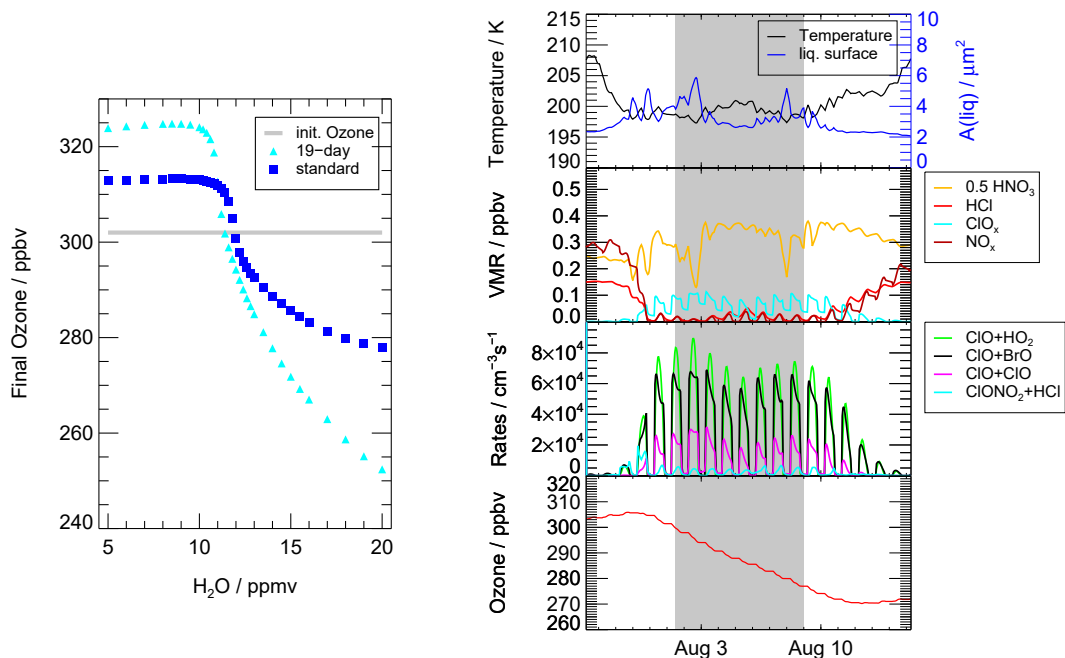 Final Ozone / ppbv
320
300
280
260
240
5
10
15
20
H₂O / ppmv
init. Ozone
19−day
standard
Temperature / K
215
210
205
200
195
190
Temperature
liq. surface
10
8
6
4
2
0
A(liq) / μm²
VMR / ppbv
0.5
0.4
0.3
0.2
0.1
0.0
0.5 HNO₃
HCl
ClOₓ
NOₓ
Rates / cm⁻³s⁻¹
8×10⁴
6×10⁴
4×10⁴
2×10⁴
0
ClO+HO₂
ClO+BrO
ClO+ClO
ClONO₂+HCl
Ozone / ppbv
320
310
300
290
280
270
260
Aug 3
Aug 10